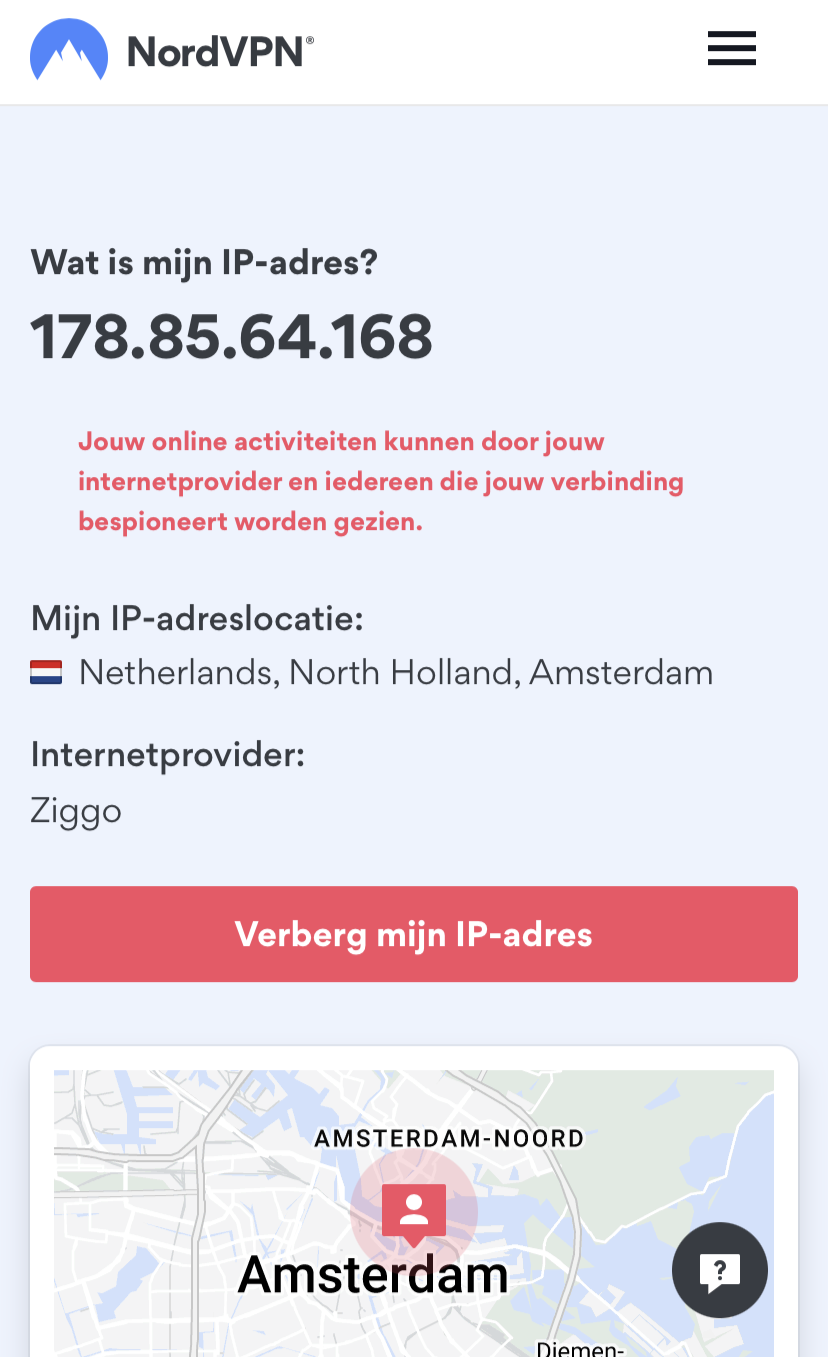 NordVPN®
Wat is mijn IP-adres?
178.85.64.168
Jouw online activiteiten kunnen door jouw
internetprovider en iedereen die jouw verbinding
bespioneert worden gezien.
Mijn IP-adreslocatie:
Netherlands, North Holland, Amsterdam
Internetprovider:
Ziggo
Verberg mijn IP-adres
AMSTERDAM-NOORD
Amsterdam
?
Diemen-